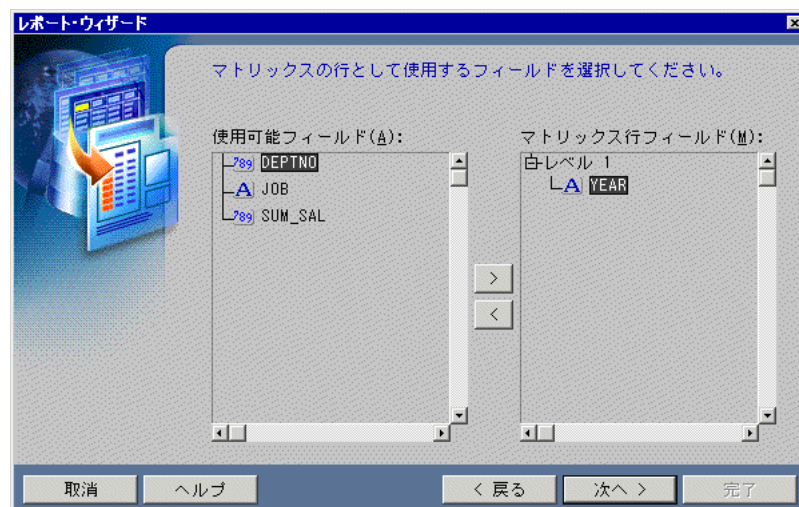 レポート・ウィザード
マトリックスの行として使用するフィールドを選択してください。
使用可能フィールド(A):
789 DEPTNO
A JOB
789 SUM_SAL
マトリックス行フィールド(M):
レベル 1
A YEAR
>
<
取消
ヘルプ
< 戻る
次へ >
完了